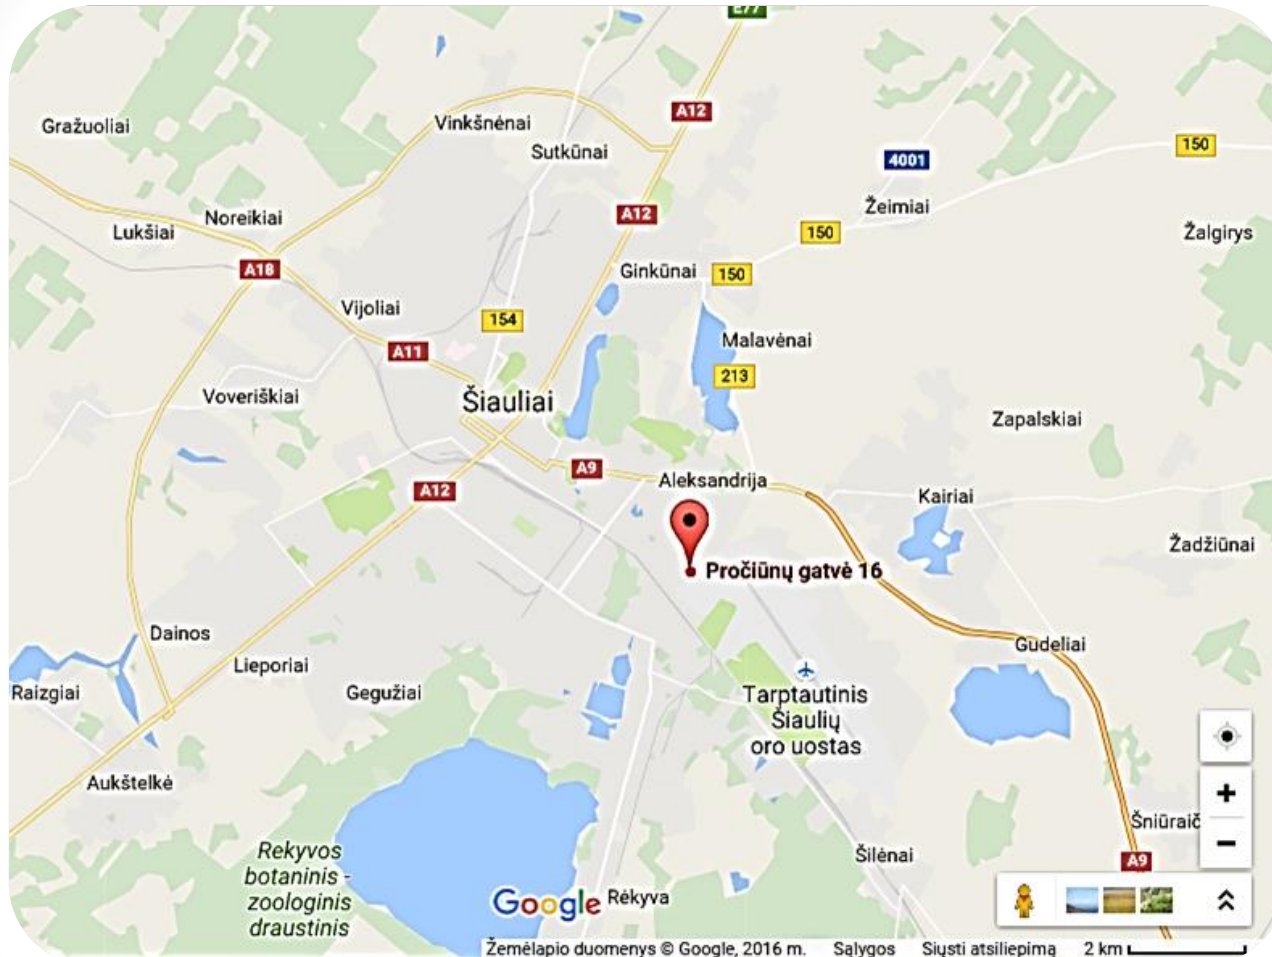 E77
A12
Gražuoliai
Vinkšnėnai
Sutkūnai
150
4001
Noreikiai
Lukšiai
A12
Žeimiai
150
Žalgirys
A18
Ginkūnai
150
Vijoliai
154
Malavėnai
A11
213
Voveriškiai
Šiauliai
Zapalskiai
A9
Aleksandrija
A12
Kairiai
Žadžiūnai
Pročiūnų gatvė 16
Dainos
Lieporiai
Gudeliai
Raizgiai
Gegužiai
Tarptautinis
Šiaulių
oro uostas
Aukštelkė
Šniūraič
Rekyvos
botaninis -
zoologinis
draustinis
Šilėnai
A9
Google
Rėkyva
Žemėlapio duomenys © Google, 2016 m. Sąlygos Siųsti atsiliepimą 2 km